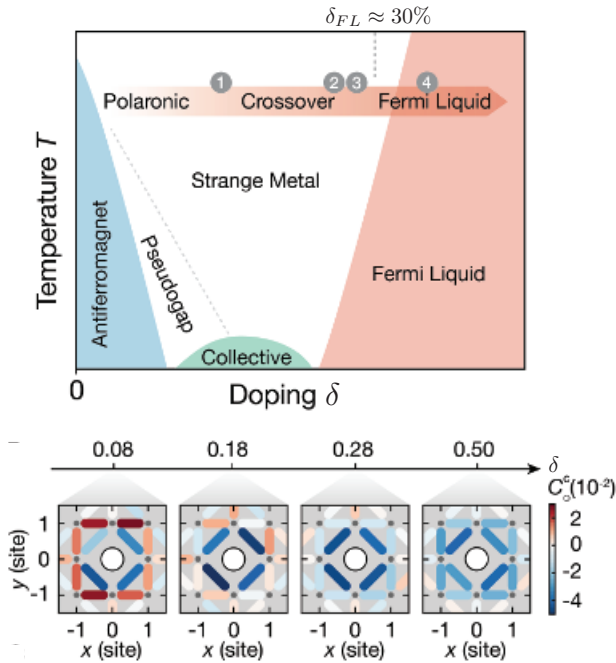 δ_FL ≈ 30%
1 2 3 4
Polaronic Crossover Fermi Liquid
Strange Metal
Temperature T
Antiferromagnet
Pseudogap
Fermi Liquid
Collective
0
Doping δ
0.08 0.18 0.28 0.50 δ
C_○^c(10^-2)
1
0
-1
y (site)
-1 0 1 -1 0 1 -1 0 1 -1 0 1
x (site) x (site) x (site) x (site)
2
0
-2
-4